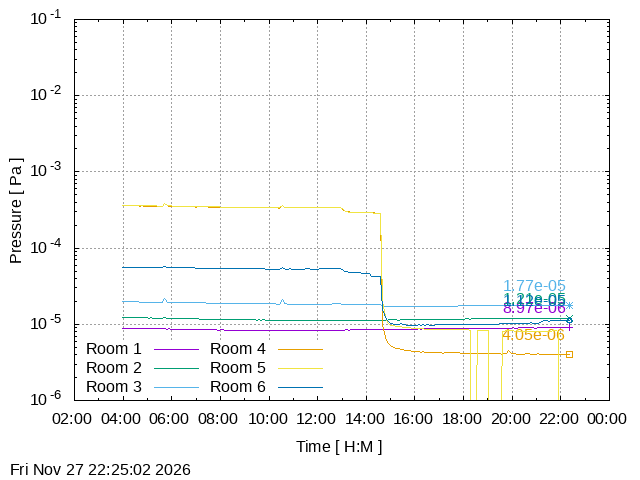 10^-1
10^-2
10^-3
10^-4
10^-5
10^-6
Pressure [ Pa ]
1.77e-05
8.97e-06
4.05e-06
Room 1 Room 4
Room 2 Room 5
Room 3 Room 6
02:00 04:00 06:00 08:00 10:00 12:00 14:00 16:00 18:00 20:00 22:00 00:00
Time [ H:M ]
Fri Nov 27 22:25:02 2026